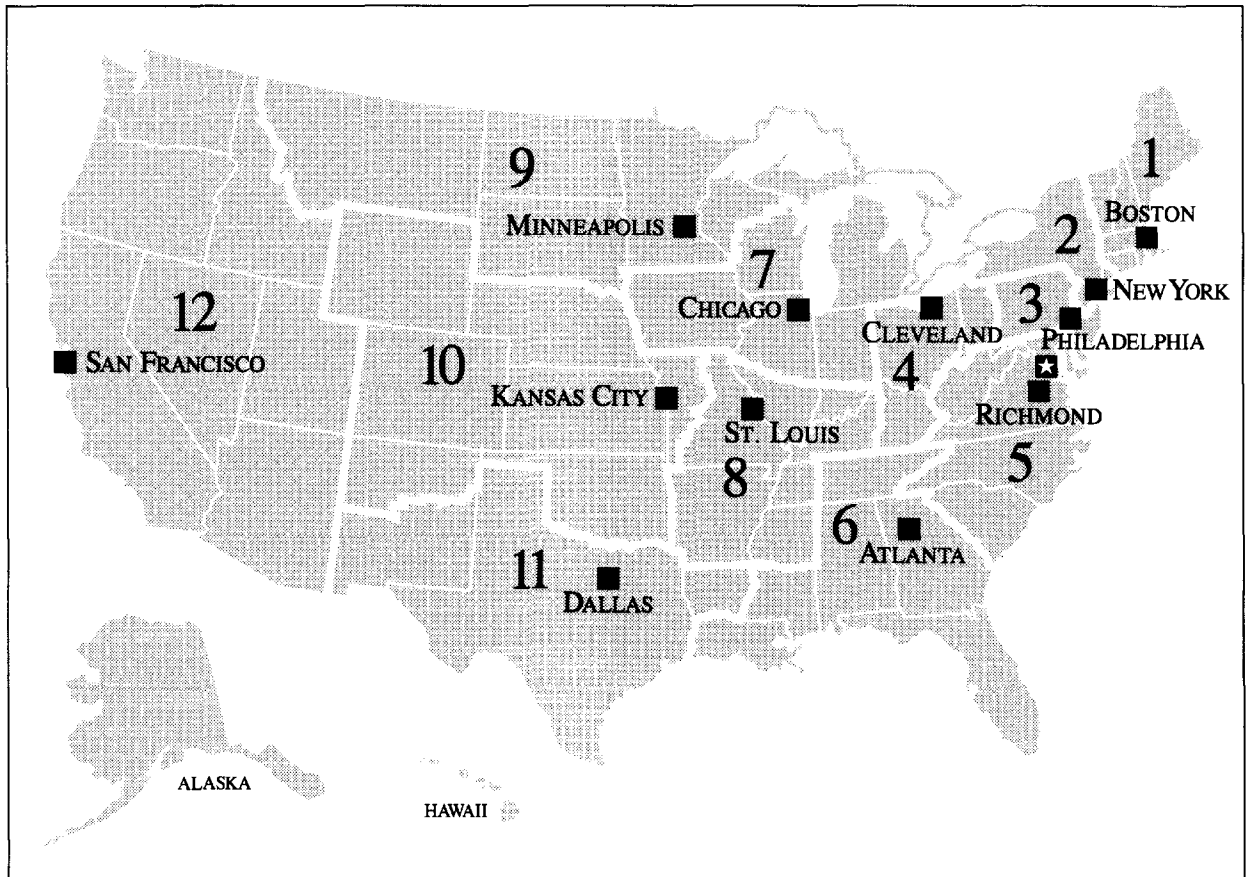 1
9
BOSTON
MINNEAPOLIS
2
7
NEW YORK
12
CHICAGO
3
CLEVELAND
PHILADELPHIA
SAN FRANCISCO
10
4
KANSAS CITY
RICHMOND
ST. LOUIS
5
8
6
ATLANTA
11
DALLAS
ALASKA
HAWAII